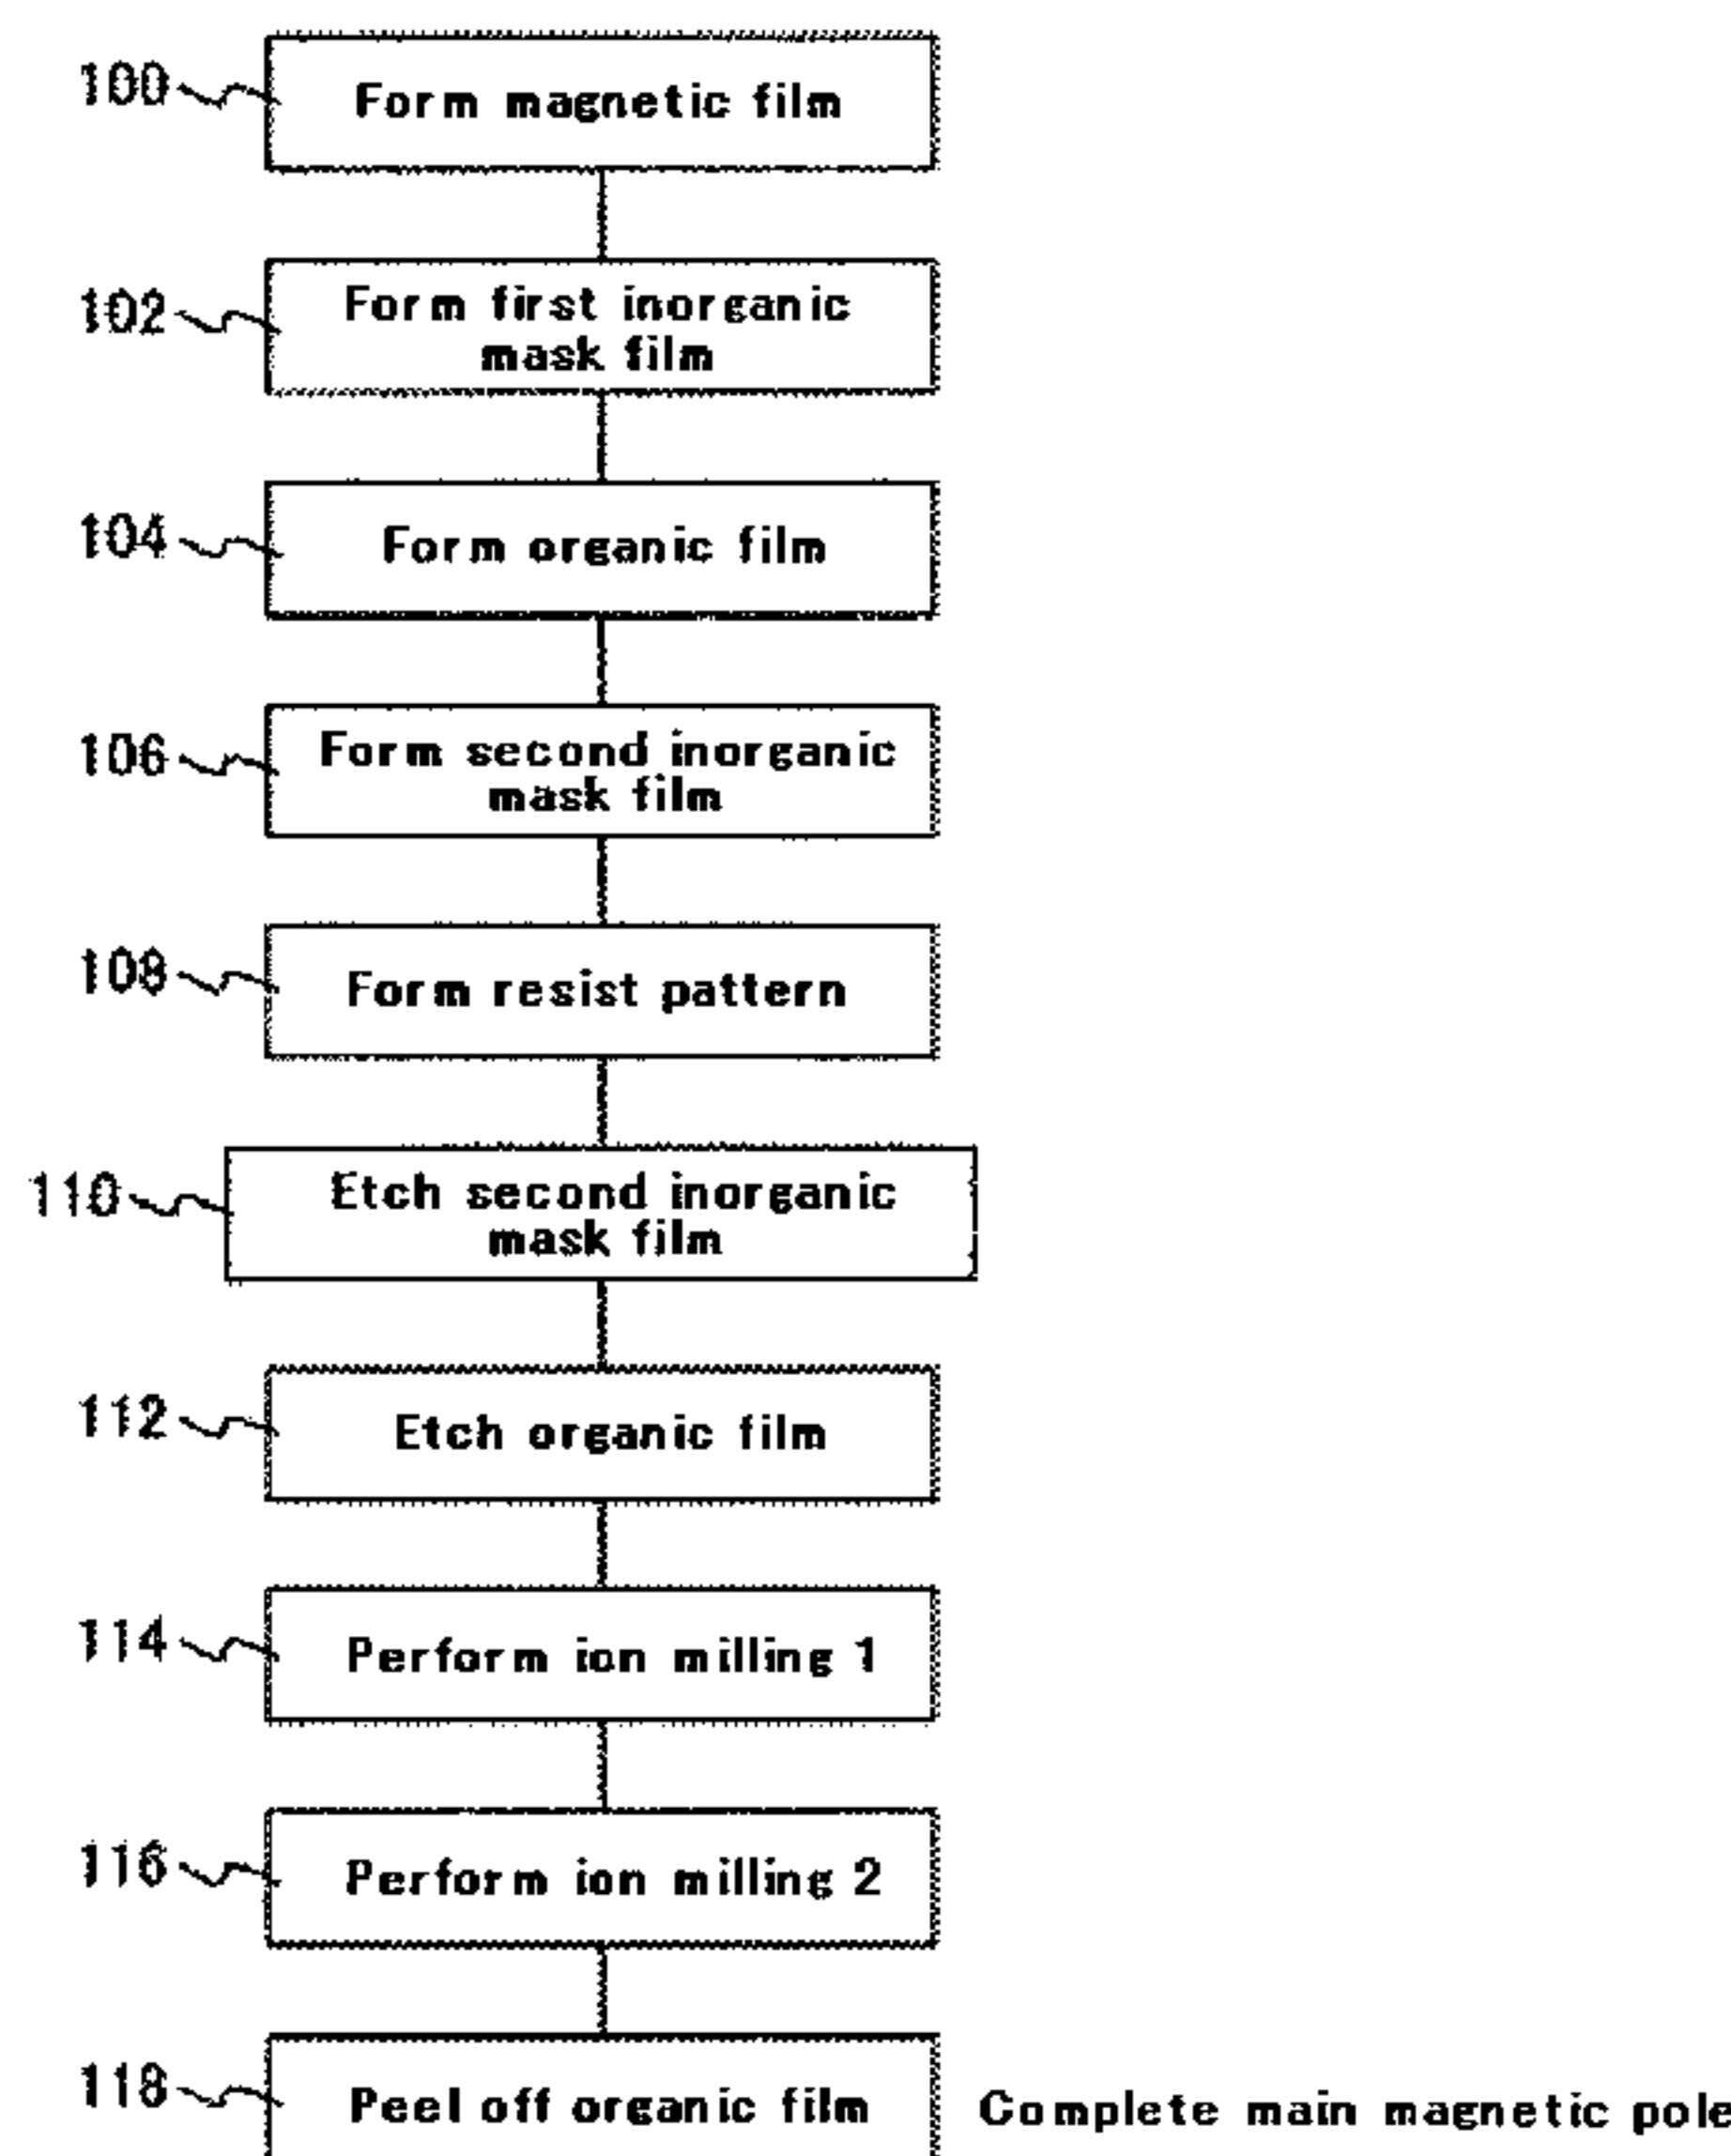 100 Form magnetic film
102 Form first inorganic
mask film
104 Form organic film
106 Form second inorganic
mask film
108 Form resist pattern
110 Etch second inorganic
mask film
112 Etch organic film
114 Perform ion milling 1
116 Perform ion milling 2
118 Peel off organic film Complete main magnetic pole